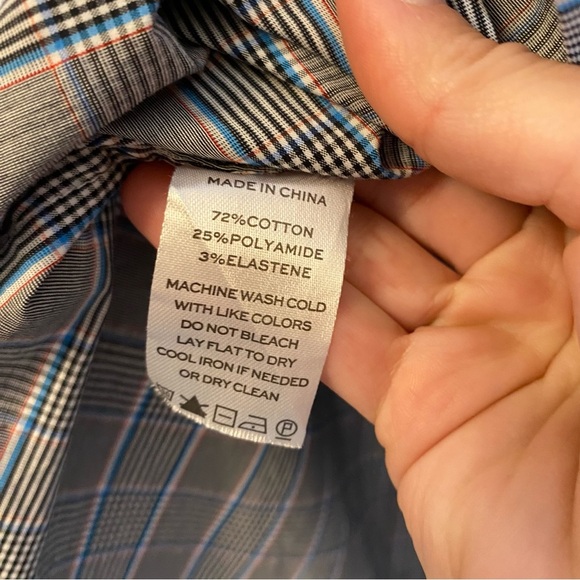 MADE IN CHINA
72%COTTON
25%POLYAMIDE
3%ELASTENE
MACHINE WASH COLD
WITH LIKE COLORS
DO NOT BLEACH
LAY FLAT TO DRY
COOL IRON IF NEEDED
OR DRY CLEAN
P